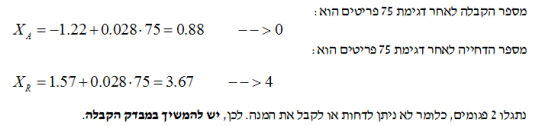 מספר הקבלה לאחר דגימת 75 פריטים הוא:
X_A = −1.22 + 0.028 · 75 = 0.88 −− > 0
מספר הדחייה לאחר דגימת 75 פריטים הוא:
X_R = 1.57 + 0.028 · 75 = 3.67 −− > 4
נתגלו 2 פגומים, כלומר לא ניתן לדחות או לקבל את המנה. לכן, יש להמשיך במבדק הקבלה.